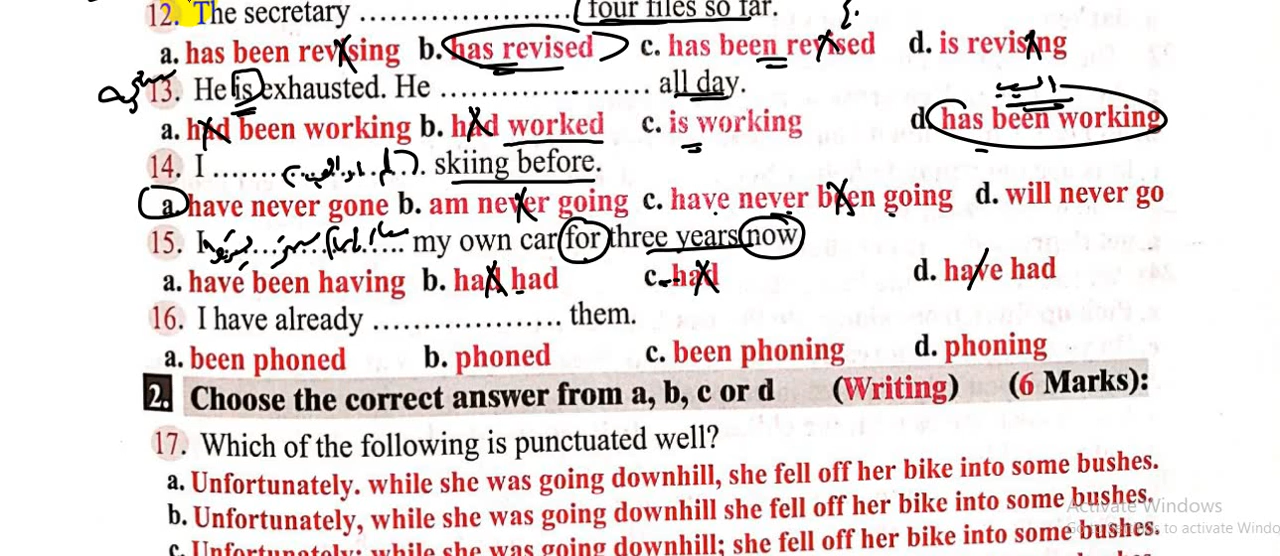 12. The secretary ........................ four files so far.
a. has been revising b. has revised c. has been revised d. is revising
13. He is exhausted. He ........................ all day.
a. had been working b. had worked c. is working d. has been working
14. I ........................ skiing before.
a. have never gone b. am never going c. have never been going d. will never go
15. I ........................ my own car for three years now
a. have been having b. had had c. had d. have had
16. I have already ...................... them.
a. been phoned b. phoned c. been phoning d. phoning
2. Choose the correct answer from a, b, c or d (Writing) (6 Marks):
17. Which of the following is punctuated well?
a. Unfortunately. while she was going downhill, she fell off her bike into some bushes.
b. Unfortunately, while she was going downhill she fell off her bike into some bushes.
Activate Windows
c. Unfortunately; while she was going downhill; she fell off her bike into some bushes.
to activate Windo